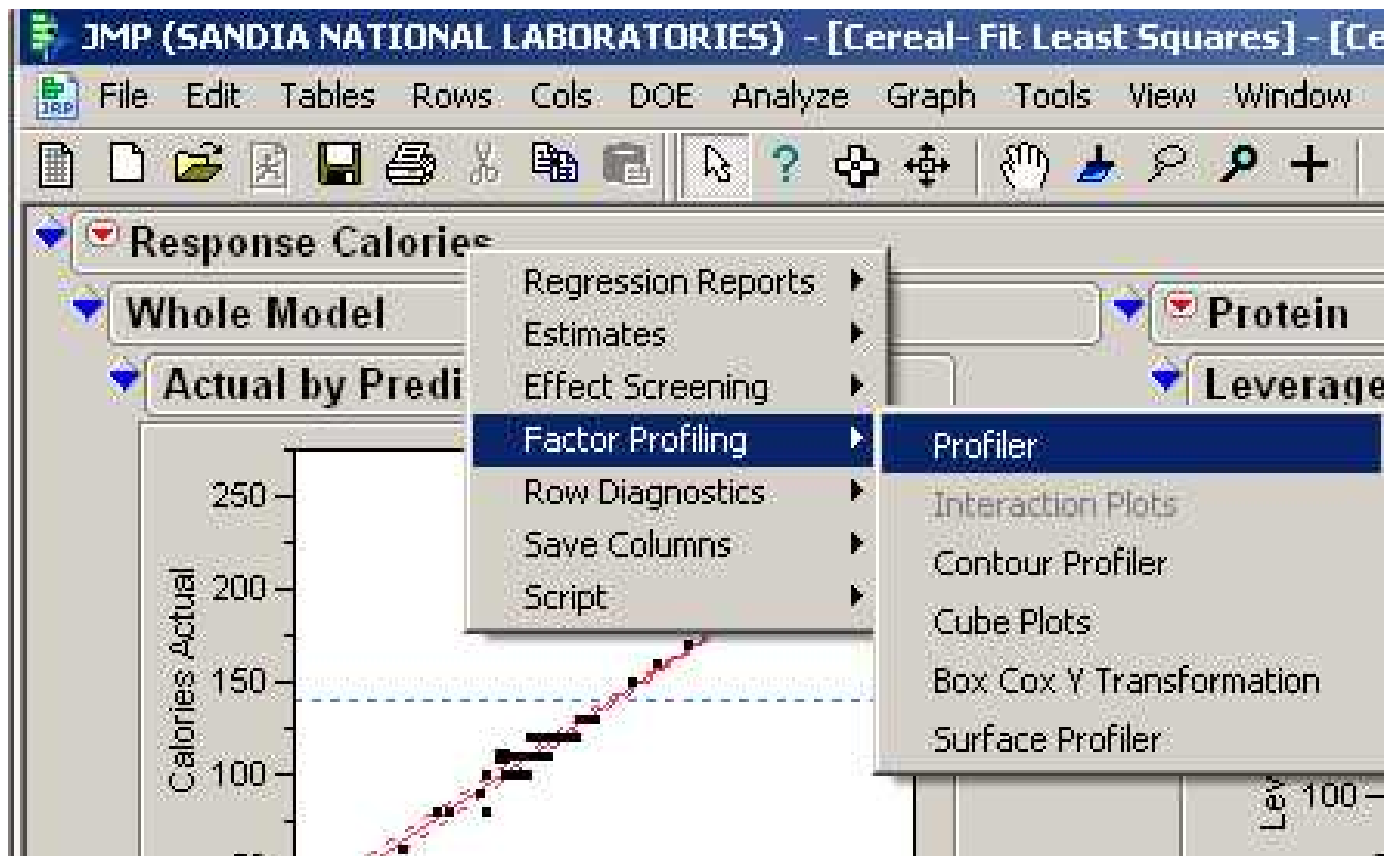 JMP (SANDIA NATIONAL LABORATORIES) - [Cereal- Fit Least Squares] - [Ce
File Edit Tables Rows Cols DOE Analyze Graph Tools View Window
Response Calories
Whole Model
Actual by Predi
Regression Reports
Estimates
Effect Screening
Factor Profiling
Row Diagnostics
Save Columns
Script
Profiler
Interaction Plots
Contour Profiler
Cube Plots
Box Cox Y Transformation
Surface Profiler
Protein
Leverage
Calories Actual
250
200
150
100
Lev
100